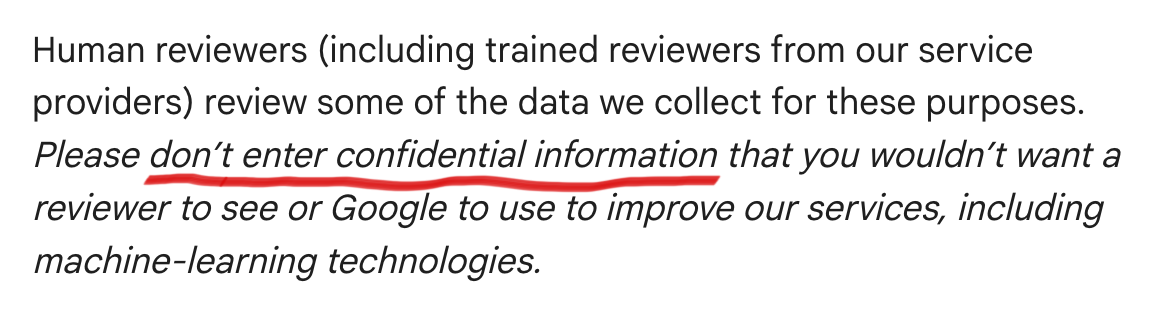 Human reviewers (including trained reviewers from our service
providers) review some of the data we collect for these purposes.
Please don’t enter confidential information that you wouldn’t want a
reviewer to see or Google to use to improve our services, including
machine-learning technologies.